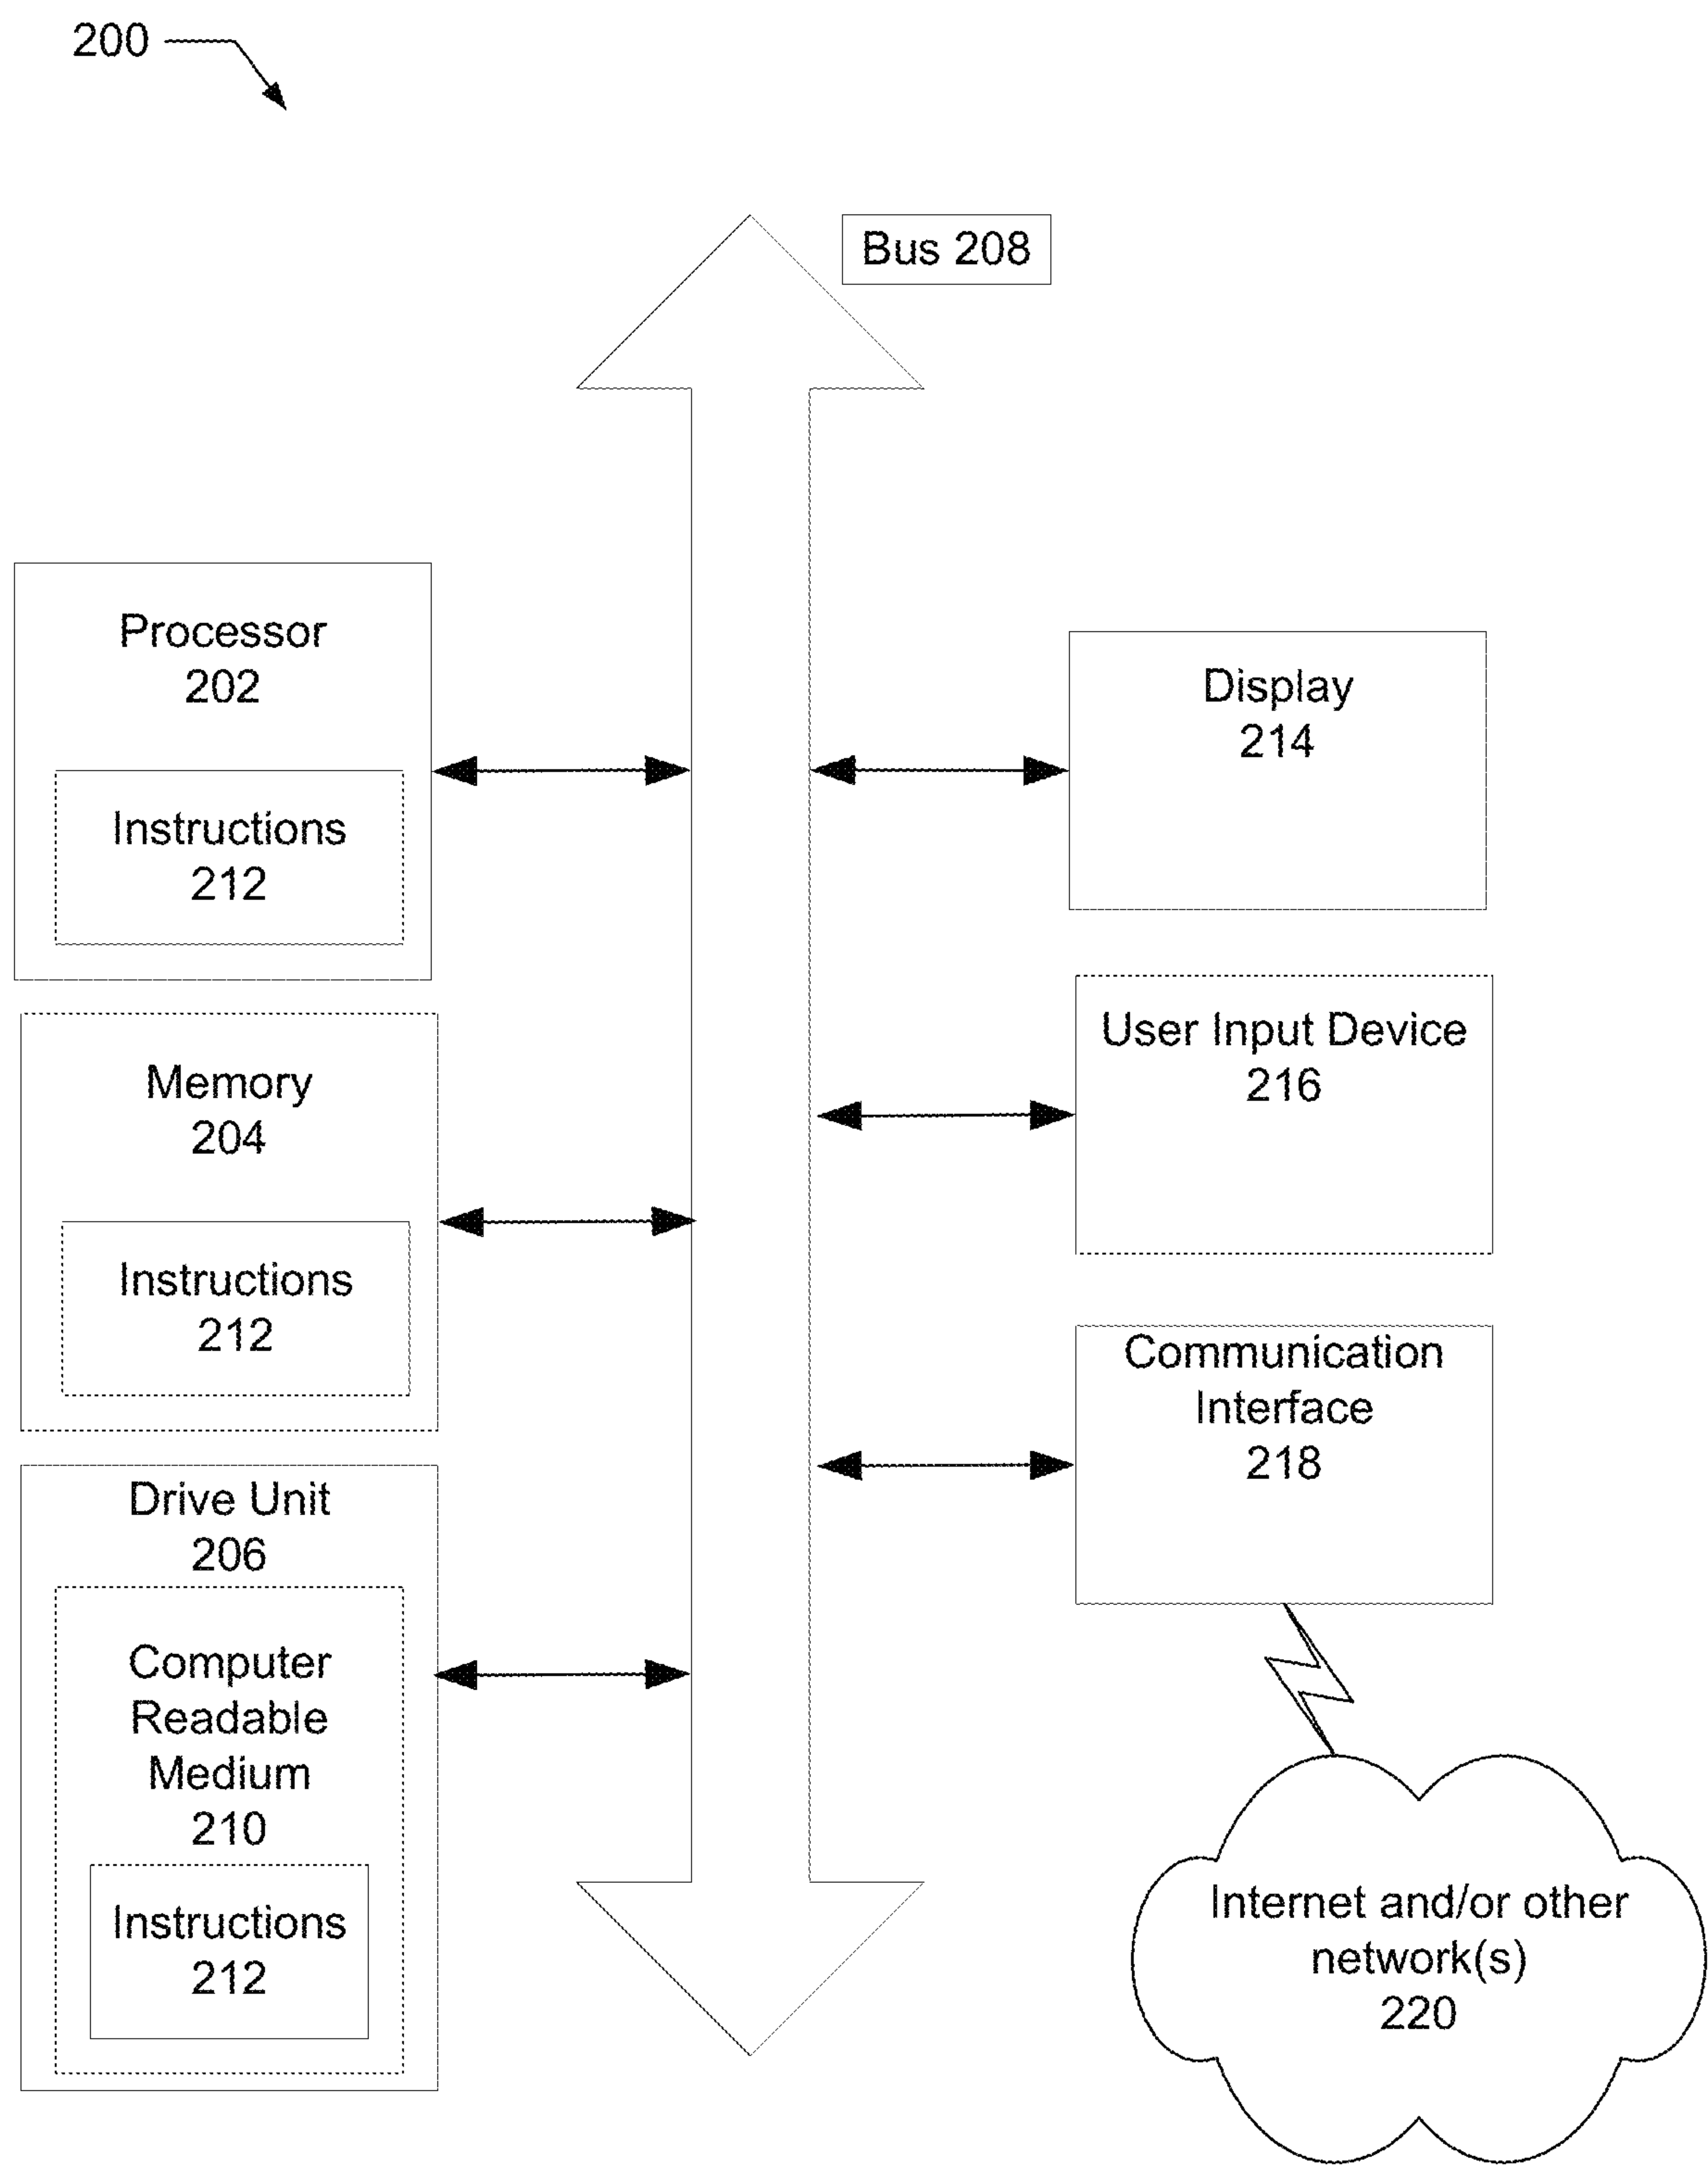 200
Bus 208
Processor
202
Instructions
212
Memory
204
Instructions
212
Drive Unit
206
Computer
Readable
Medium
210
Instructions
212
Display
214
User Input Device
216
Communication
Interface
218
Internet and/or other
network(s)
220